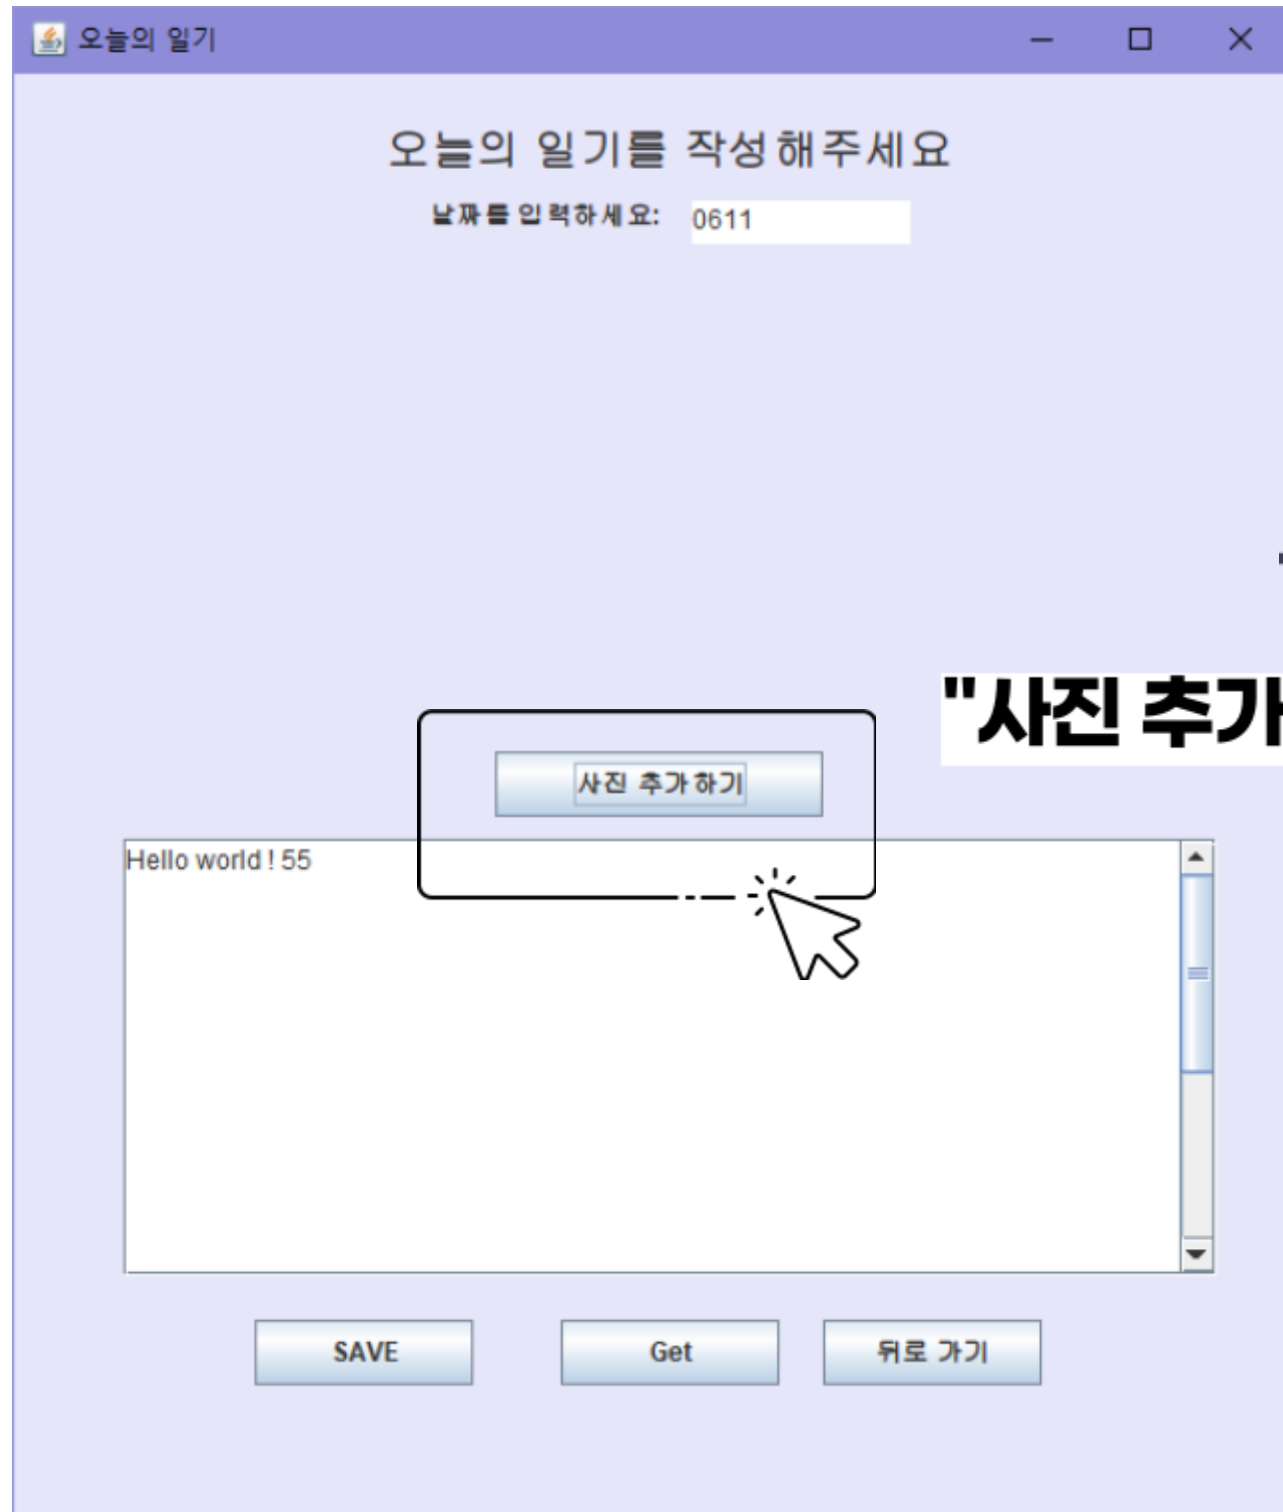 오늘의 일기
오늘의 일기를 작성해주세요
날짜를 입력하세요: 0611
"사진 추가
사진 추가하기
Hello world ! 55
SAVE Get 뒤로 가기